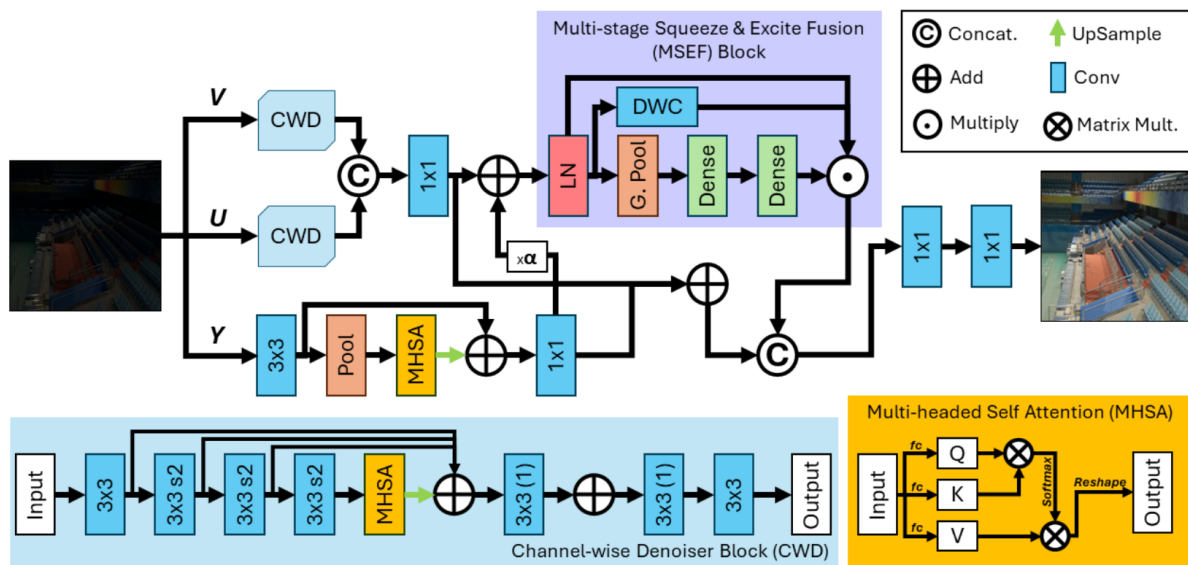 Multi-stage Squeeze & Excite Fusion
(MSEF) Block
Concat.
UpSample
Add
Conv
Multiply
Matrix Mult.
V
CWD
U
CWD
C
1x1
LN
DWC
G. Pool
Dense
Dense
xα
1x1
1x1
Y
3x3
Pool
MHSA
1x1
C
Input
3x3
3x3 s2
3x3 s2
3x3 s2
MHSA
3x3 (1)
3x3 (1)
3x3
Output
Channel-wise Denoiser Block (CWD)
Multi-headed Self Attention (MHSA)
Input
fc
Q
fc
K
fc
V
Softmax
Reshape
Output